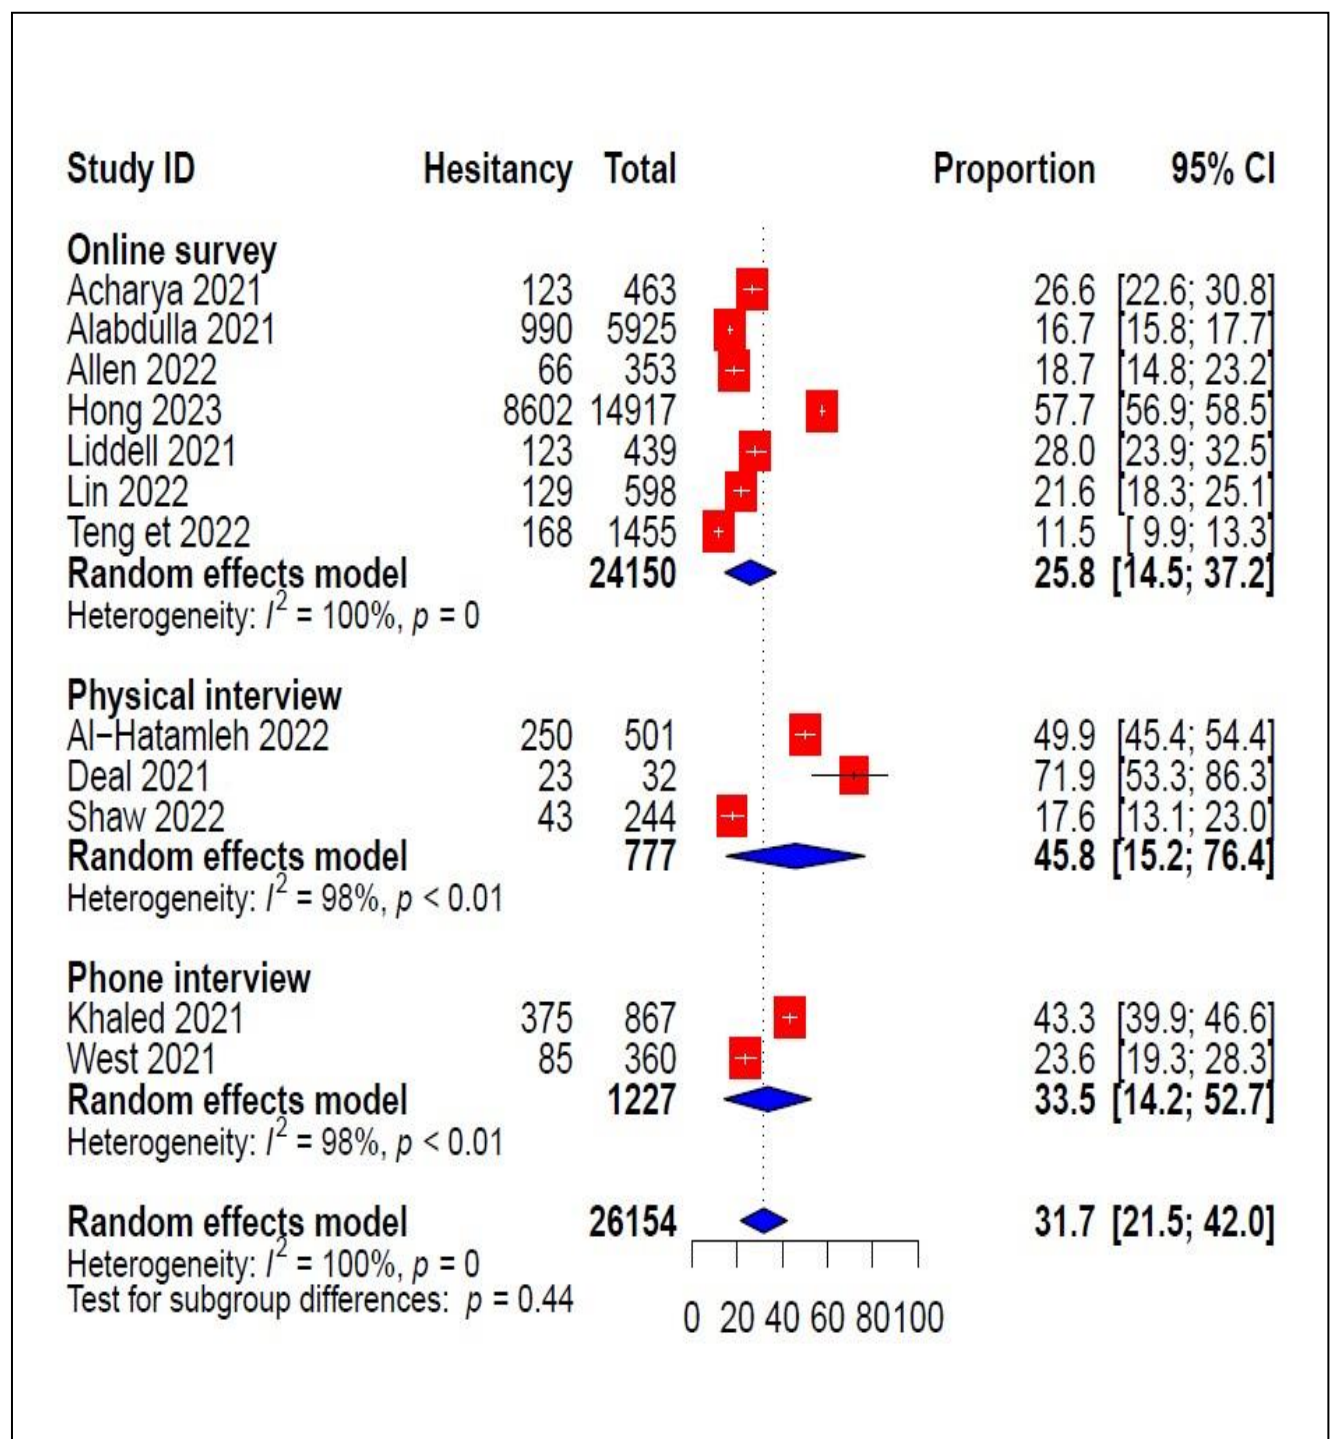 Study ID Hesitancy Total Proportion 95% CI
Online survey
Acharya 2021 123 463 26.6 [22.6; 30.8]
Alabdulla 2021 990 5925 16.7 [15.8; 17.7]
Allen 2022 66 353 18.7 [14.8; 23.2]
Hong 2023 8602 14917 57.7 [56.9; 58.5]
Liddell 2021 123 439 28.0 [23.9; 32.5]
Lin 2022 129 598 21.6 [18.3; 25.1]
Teng et 2022 168 1455 11.5 [ 9.9; 13.3]
Random effects model 24150 25.8 [14.5; 37.2]
Heterogeneity: I² = 100%, p = 0
Physical interview
Al−Hatamleh 2022 250 501 49.9 [45.4; 54.4]
Deal 2021 23 32 71.9 [53.3; 86.3]
Shaw 2022 43 244 17.6 [13.1; 23.0]
Random effects model 777 45.8 [15.2; 76.4]
Heterogeneity: I² = 98%, p < 0.01
Phone interview
Khaled 2021 375 867 43.3 [39.9; 46.6]
West 2021 85 360 23.6 [19.3; 28.3]
Random effects model 1227 33.5 [14.2; 52.7]
Heterogeneity: I² = 98%, p < 0.01
Random effects model 26154 31.7 [21.5; 42.0]
Heterogeneity: I² = 100%, p = 0
Test for subgroup differences: p = 0.44
0 20 40 60 80 100